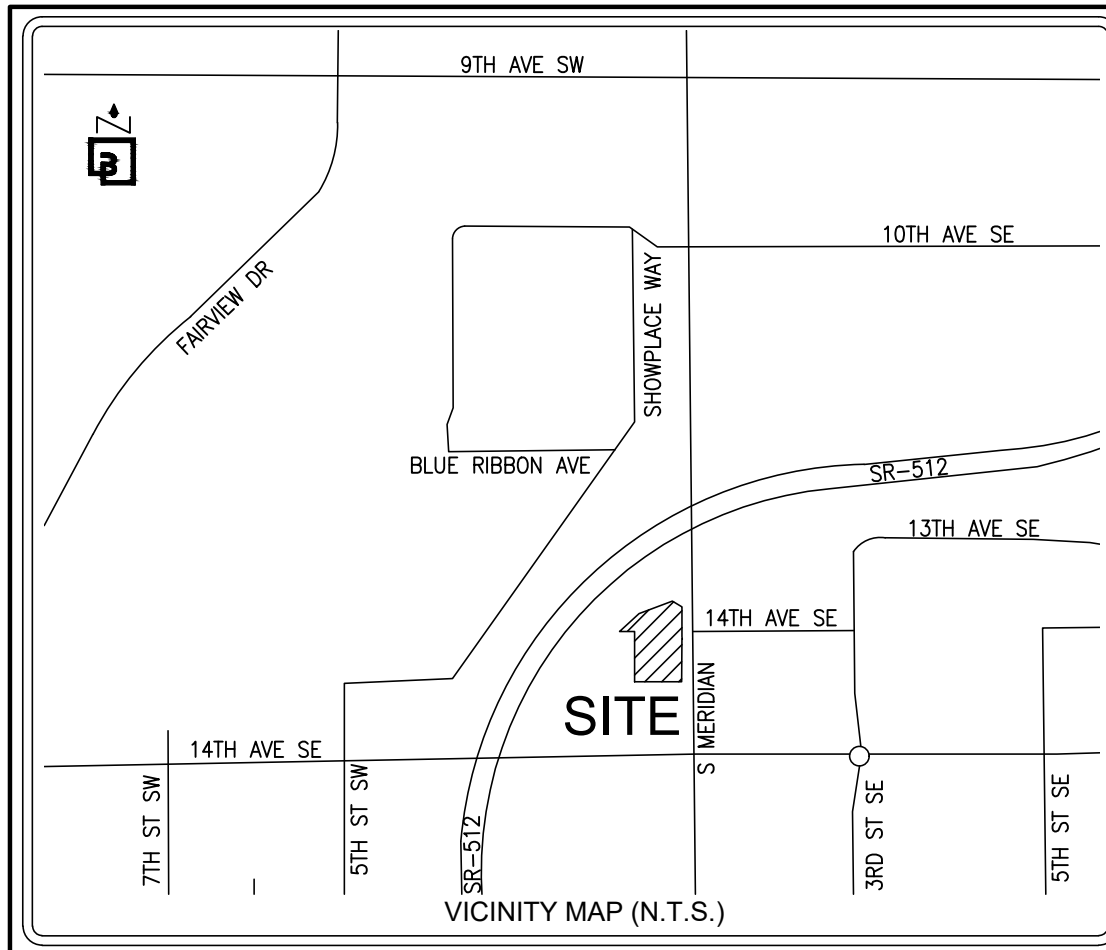 9TH AVE SW
Z
B
10TH AVE SE
FAIRVIEW DR
SHOWPLACE WAY
BLUE RIBBON AVE
SR-512
13TH AVE SE
14TH AVE SE
SITE
S MERIDIAN
14TH AVE SE
7TH ST SW
5TH ST SW
SR-512
3RD ST SE
5TH ST SE
VICINITY MAP (N.T.S.)